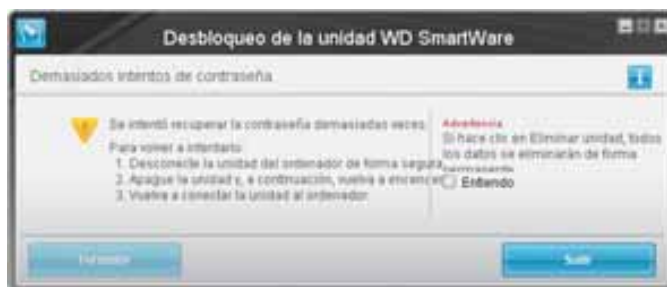 Desbloqueo de la unidad WD SmartWare
Demasiados intentos de contraseña
Se intentó recuperar la contraseña demasiadas veces.
Para volver a intentarlo:
1. Desconecte la unidad del ordenador de forma segura.
2. Apague la unidad y, a continuación, vuelva a encender
3. Vuelva a conectar la unidad al ordenador.
Advertencia
Si hace clic en Eliminar unidad, todos
los datos se eliminarán de forma
permanente
Entiendo
Salir